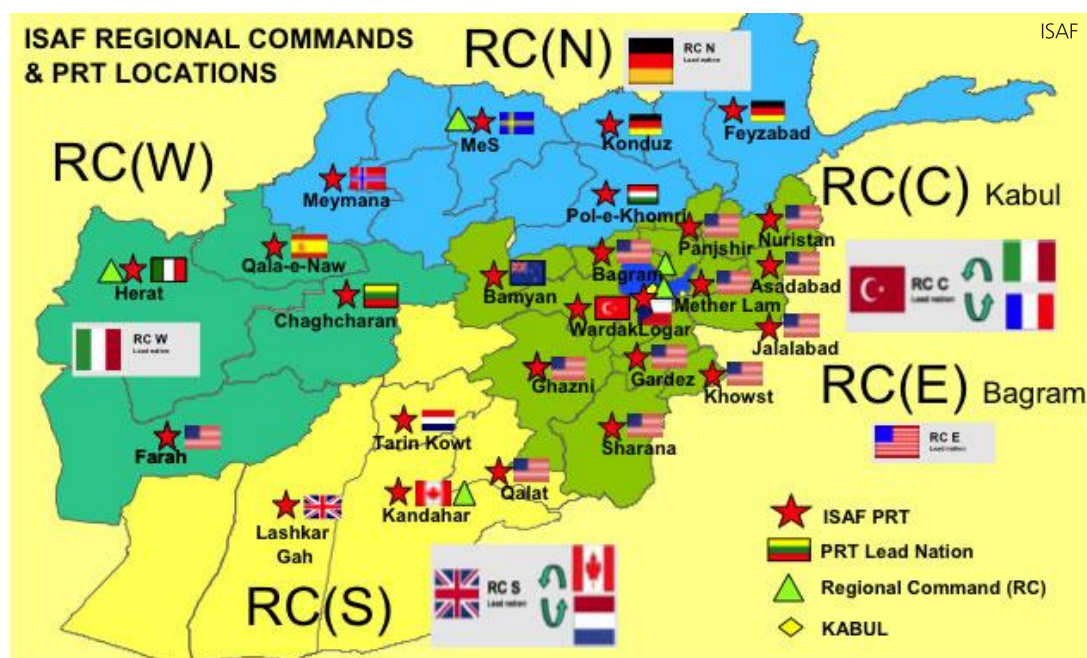 ISAF REGIONAL COMMANDS
& PRT LOCATIONS
ISAF
RC(N)
RC N
Lead nation
RC(W)
MeS
Konduz
Feyzabad
Meymana
Pol-e-Khomri
RC(C) Kabul
Qala-e-Naw
Panjshir
Nuristan
Herat
Bamyan
Bagram
Asadabad
Mether Lam
Chaghcharan
WardakLogar
RC C
Lead nation
RC W
Lead nation
Jalalabad
Ghazni
Gardez
Khowst
RC(E) Bagram
Tarin Kowt
Sharana
RC E
Lead nation
Farah
Qalat
Kandahar
Lashkar
Gah
ISAF PRT
PRT Lead Nation
RC(S)
RC S
Lead nation
Regional Command (RC)
KABUL